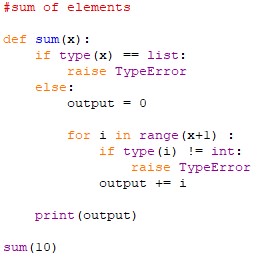 #sum of elements

def sum(x):
    if type(x) == list:
        raise TypeError
    else:
        output = 0

        for i in range(x+1) :
            if type(i) != int:
                raise TypeError
            output += i

    print(output)

sum(10)